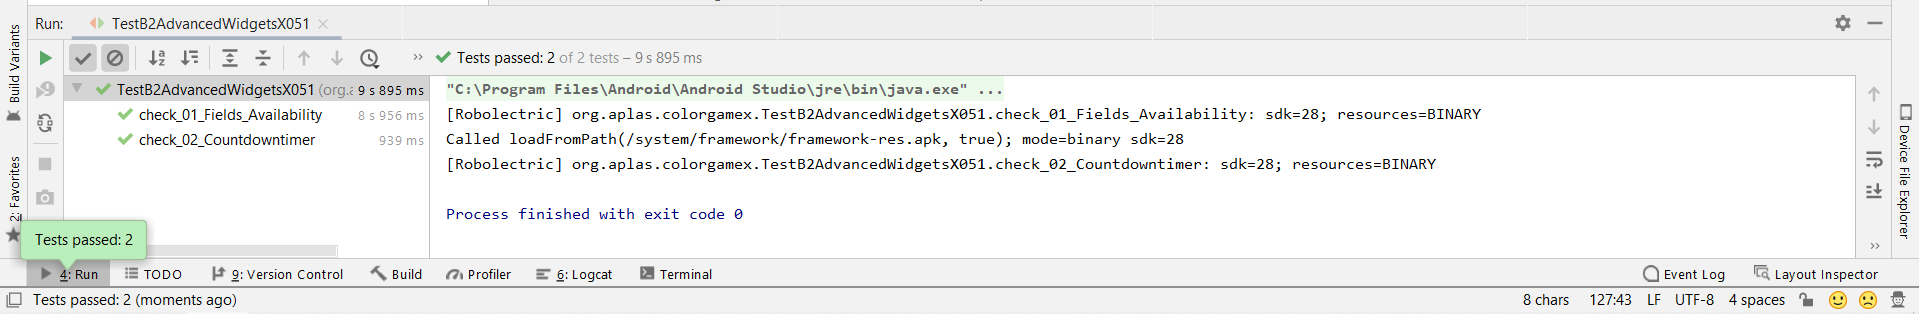 Run: TestB2AdvancedWidgetsX051
Build Variants
2: Favorites
Tests passed: 2 of 2 tests – 9 s 895 ms
TestB2AdvancedWidgetsX051 (org.a 9 s 895 ms
check_01_Fields_Availability 8 s 956 ms
check_02_Countdowntimer 939 ms
"C:\Program Files\Android\Android Studio\jre\bin\java.exe" ...
[Robolectric] org.aplas.colorgamex.TestB2AdvancedWidgetsX051.check_01_Fields_Availability: sdk=28; resources=BINARY
Called loadFromPath(/system/framework/framework-res.apk, true); mode=binary sdk=28
[Robolectric] org.aplas.colorgamex.TestB2AdvancedWidgetsX051.check_02_Countdowntimer: sdk=28; resources=BINARY
Process finished with exit code 0
Device File Explorer
Tests passed: 2
4: Run TODO 9: Version Control Build Profiler 6: Logcat Terminal Event Log Layout Inspector
Tests passed: 2 (moments ago) 8 chars 127:43 LF UTF-8 4 spaces